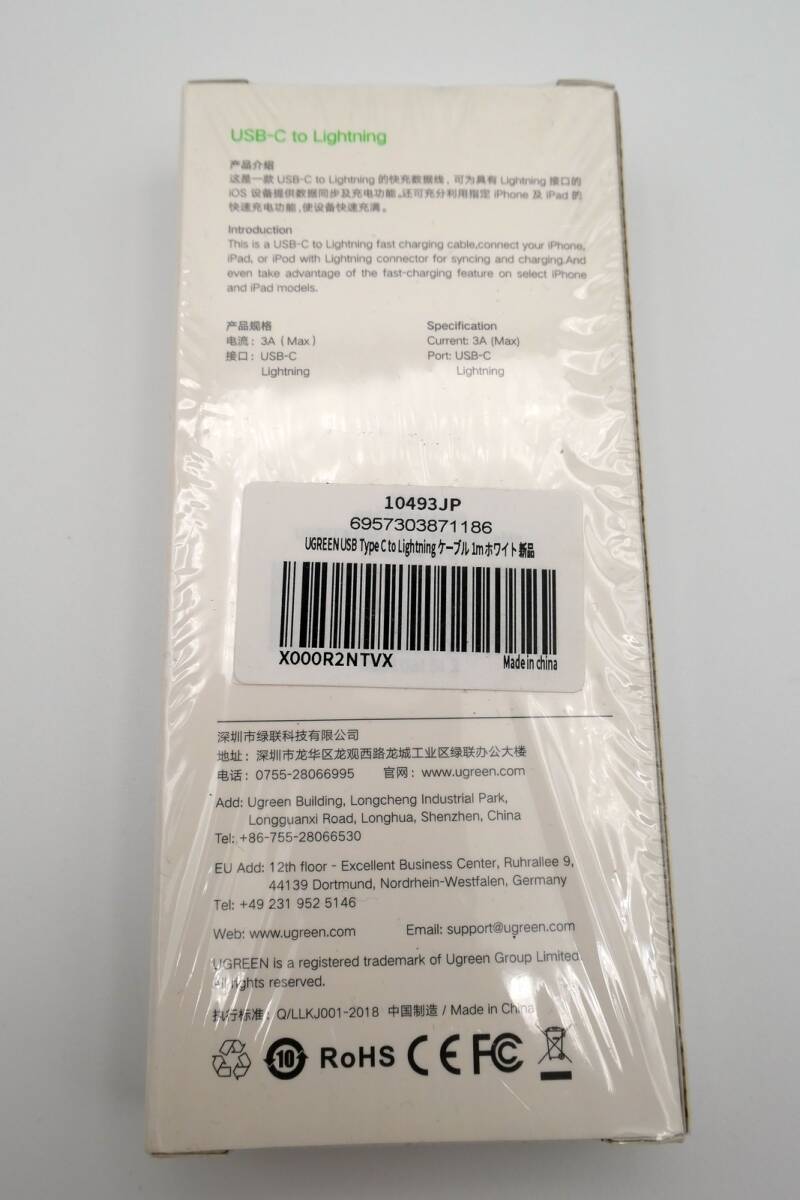 USB-C to Lightning
产品介绍
这是一款 USB-C to Lightning 的快充数据线，可为具有 Lightning 接口的
iOS 设备提供数据同步及充电功能。还可充分利用指定 iPhone 及 iPad 的
快速充电功能，使设备快速充满。
Introduction
This is a USB-C to Lightning fast charging cable,connect your iPhone,
iPad, or iPod with Lightning connector for syncing and charging.And
even take advantage of the fast-charging feature on select iPhone
and iPad models.
产品规格
电流：3A（Max）
接口：USB-C
Lightning
Specification
Current: 3A (Max)
Port: USB-C
Lightning
10493JP
6957303871186
UGREEN USB Type C to Lightning ケーブル 1m ホワイト 新品
X000R2NTVX
Made in china
深圳市绿联科技有限公司
地址：深圳市龙华区龙观西路龙城工业区绿联办公大楼
电话：0755-28066995 官网：www.ugreen.com
Add: Ugreen Building, Longcheng Industrial Park,
Longguanxi Road, Longhua, Shenzhen, China
Tel: +86-755-28066530
EU Add: 12th floor - Excellent Business Center, Ruhrallee 9,
44139 Dortmund, Nordrhein-Westfalen, Germany
Tel: +49 231 952 5146
Web: www.ugreen.com Email: support@ugreen.com
UGREEN is a registered trademark of Ugreen Group Limited.
All rights reserved.
执行标准：Q/LLKJ001-2018 中国制造 / Made in China
10 RoHS CE FCC